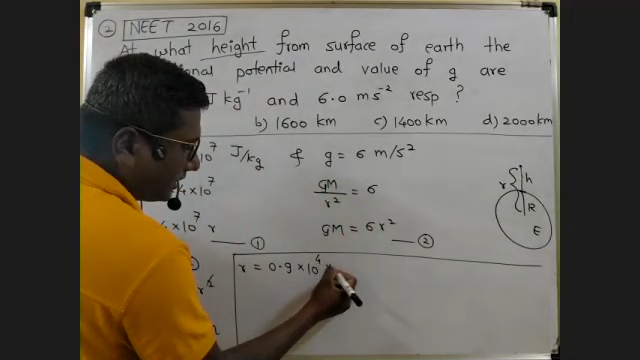 ② NEET 2016
At what height from surface of earth the
potential and value of g are
J kg⁻¹ and 6.0 ms⁻² resp ?
b) 1600 km c) 1400 km d) 2000km
10⁷ J/kg & g = 6 m/s²
4×10⁷ GM/r² = 6
×10⁷ r ——— ① GM = 6r² ——— ②
r = 0.9 × 10⁴
r h R E